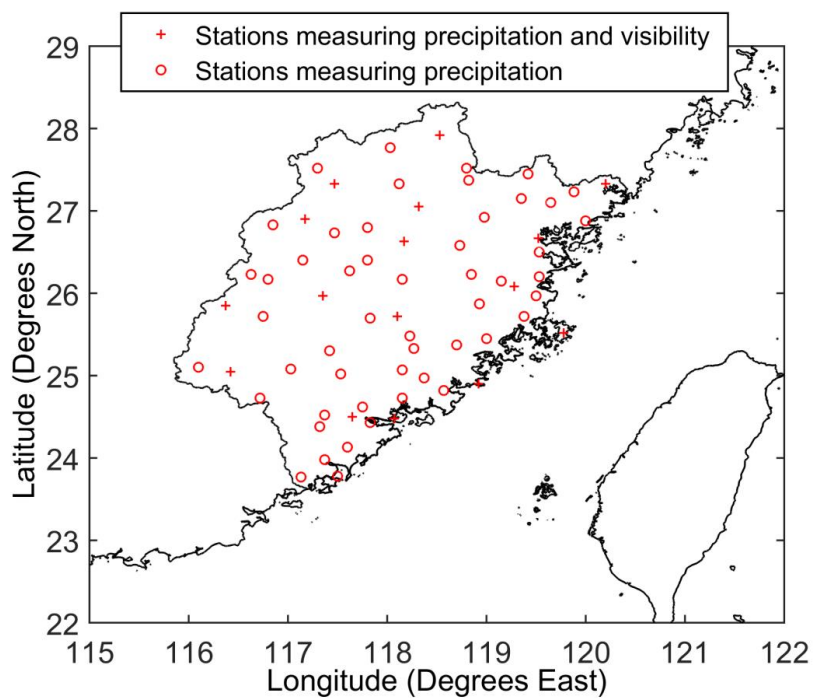 Stations measuring precipitation and visibility
Stations measuring precipitation
29
28
27
26
25
24
23
22
Latitude (Degrees North)
115 116 117 118 119 120 121 122
Longitude (Degrees East)